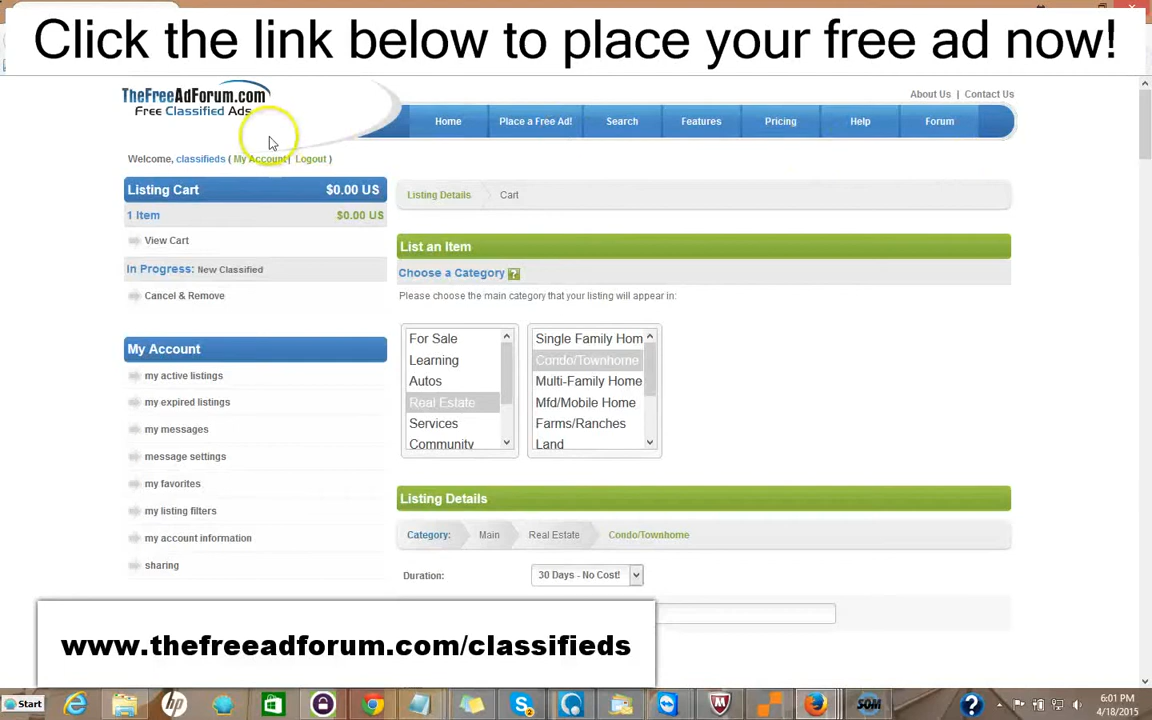 Click the link below to place your free ad now!
TheFreeAdForum.com
Free Classified Ads
About Us | Contact Us
Home
Place a Free Ad!
Search
Features
Pricing
Help
Forum
Welcome, classifieds ( My Account | Logout )
Listing Cart $0.00 US
1 Item $0.00 US
View Cart
In Progress: New Classified
Cancel & Remove
My Account
my active listings
my expired listings
my messages
message settings
my favorites
my listing filters
my account information
sharing
Listing Details Cart
List an Item
Choose a Category ?
Please choose the main category that your listing will appear in:
For Sale
Learning
Autos
Real Estate
Services
Community
Single Family Hom
Condo/Townhome
Multi-Family Home
Mfd/Mobile Home
Farms/Ranches
Land
Listing Details
Category: Main Real Estate Condo/Townhome
Duration: 30 Days - No Cost!
www.thefreeadforum.com/classifieds
Start
6:01 PM
4/18/2015